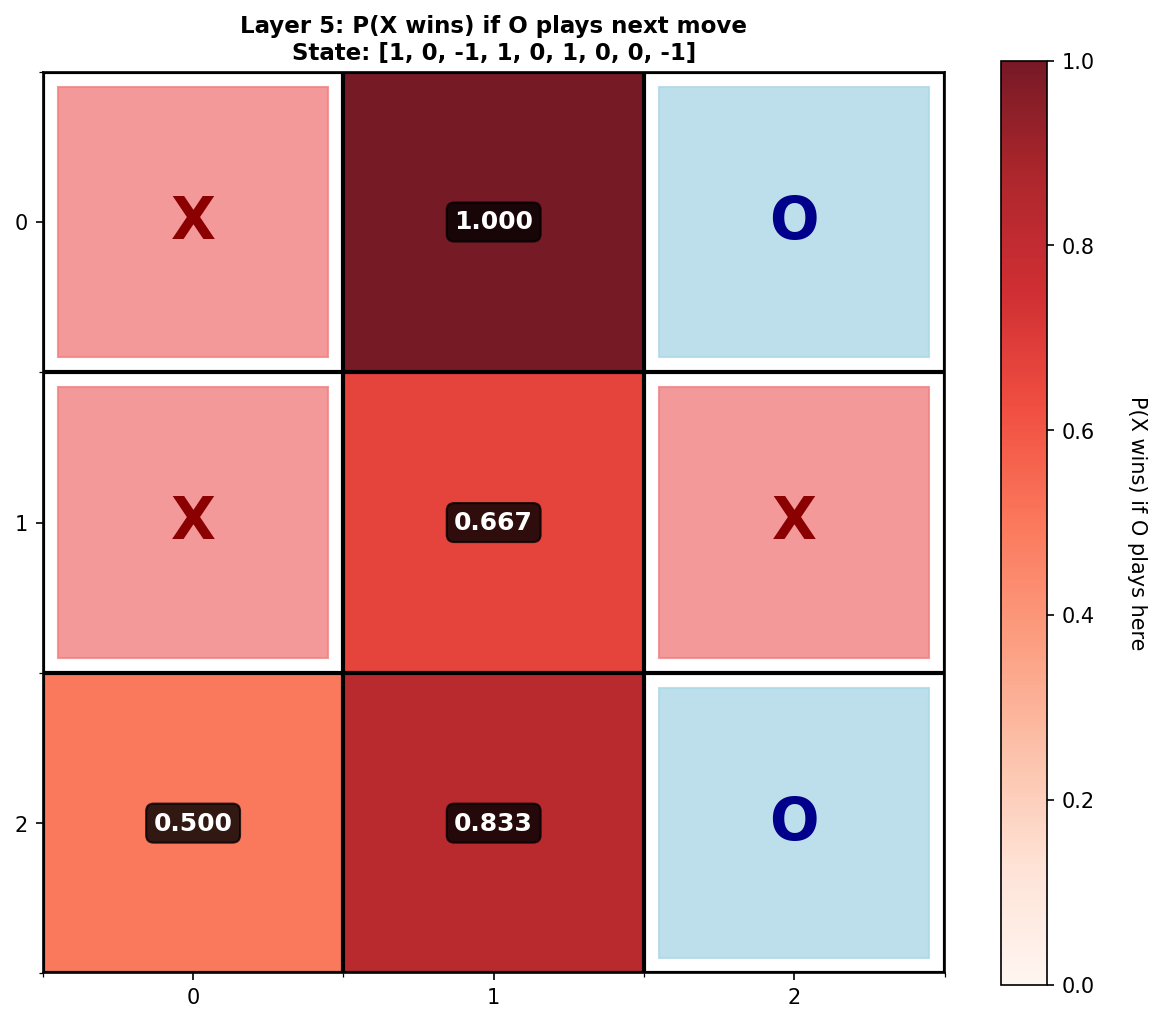 Layer 5: P(X wins) if O plays next move
State: [1, 0, -1, 1, 0, 1, 0, 0, -1]
0
X
1.000
O
1
X
0.667
X
2
0.500
0.833
O
0
1
2
1.0
0.8
0.6
0.4
0.2
0.0
P(X wins) if O plays here